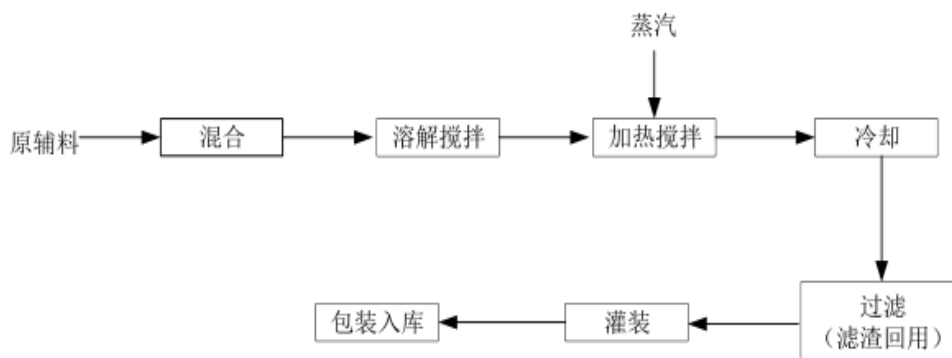 蒸汽
原辅料
混合
溶解搅拌
加热搅拌
冷却
过滤
（滤渣回用）
灌装
包装入库